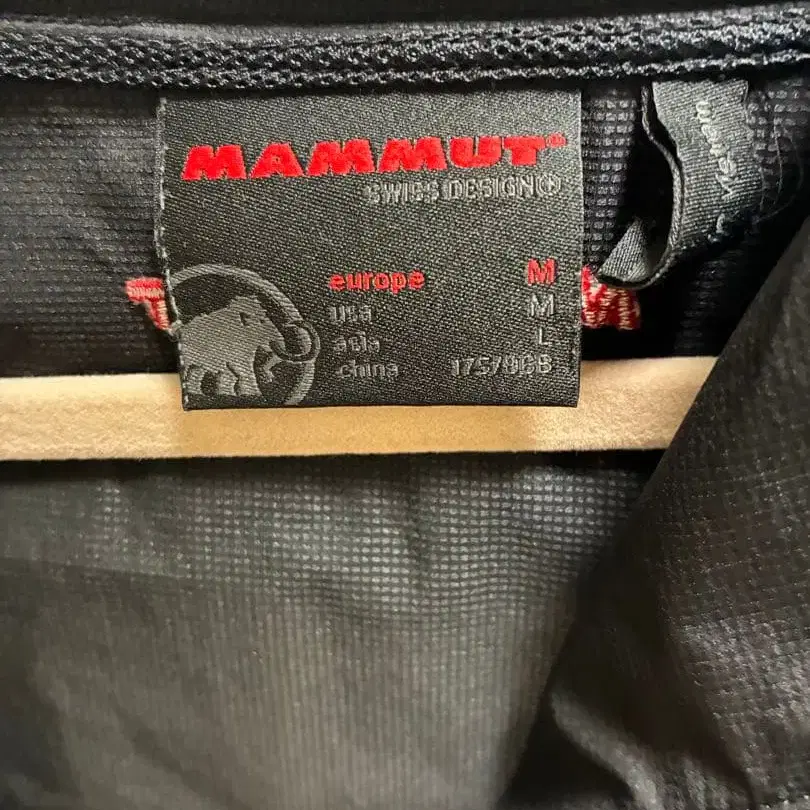 MAMMUT
SWISS DESIGN
europe M
usa M
asia L
china 175/96B